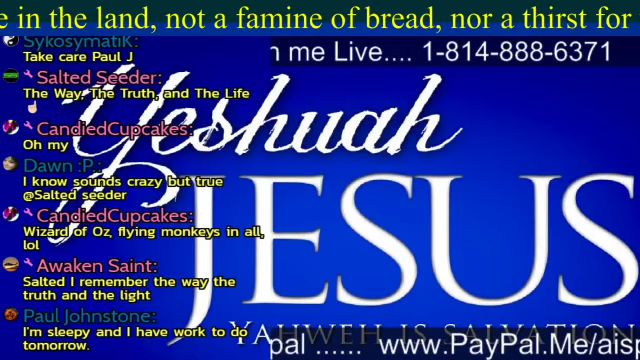 e in the land, not a famine of bread, nor a thirst for
SykosymatiK:
Take care Paul J
m me Live.... 1-814-888-6371
Salted Seeder:
The Way, The Truth, and The Life
CandiedCupcakes:
Oh my
Yeshuah
Dawn :P.:
I know sounds crazy but true
@Salted seeder
JESUS
CandiedCupcakes:
Wizard of Oz, flying monkeys in all,
lol
Awaken Saint:
Salted I remember the way the
truth and the light
Paul Johnstone:
I'm sleepy and I have work to do
tomorrow.
YAHWEH IS SALVATION
pal ...... www.PayPal.Me/aisp